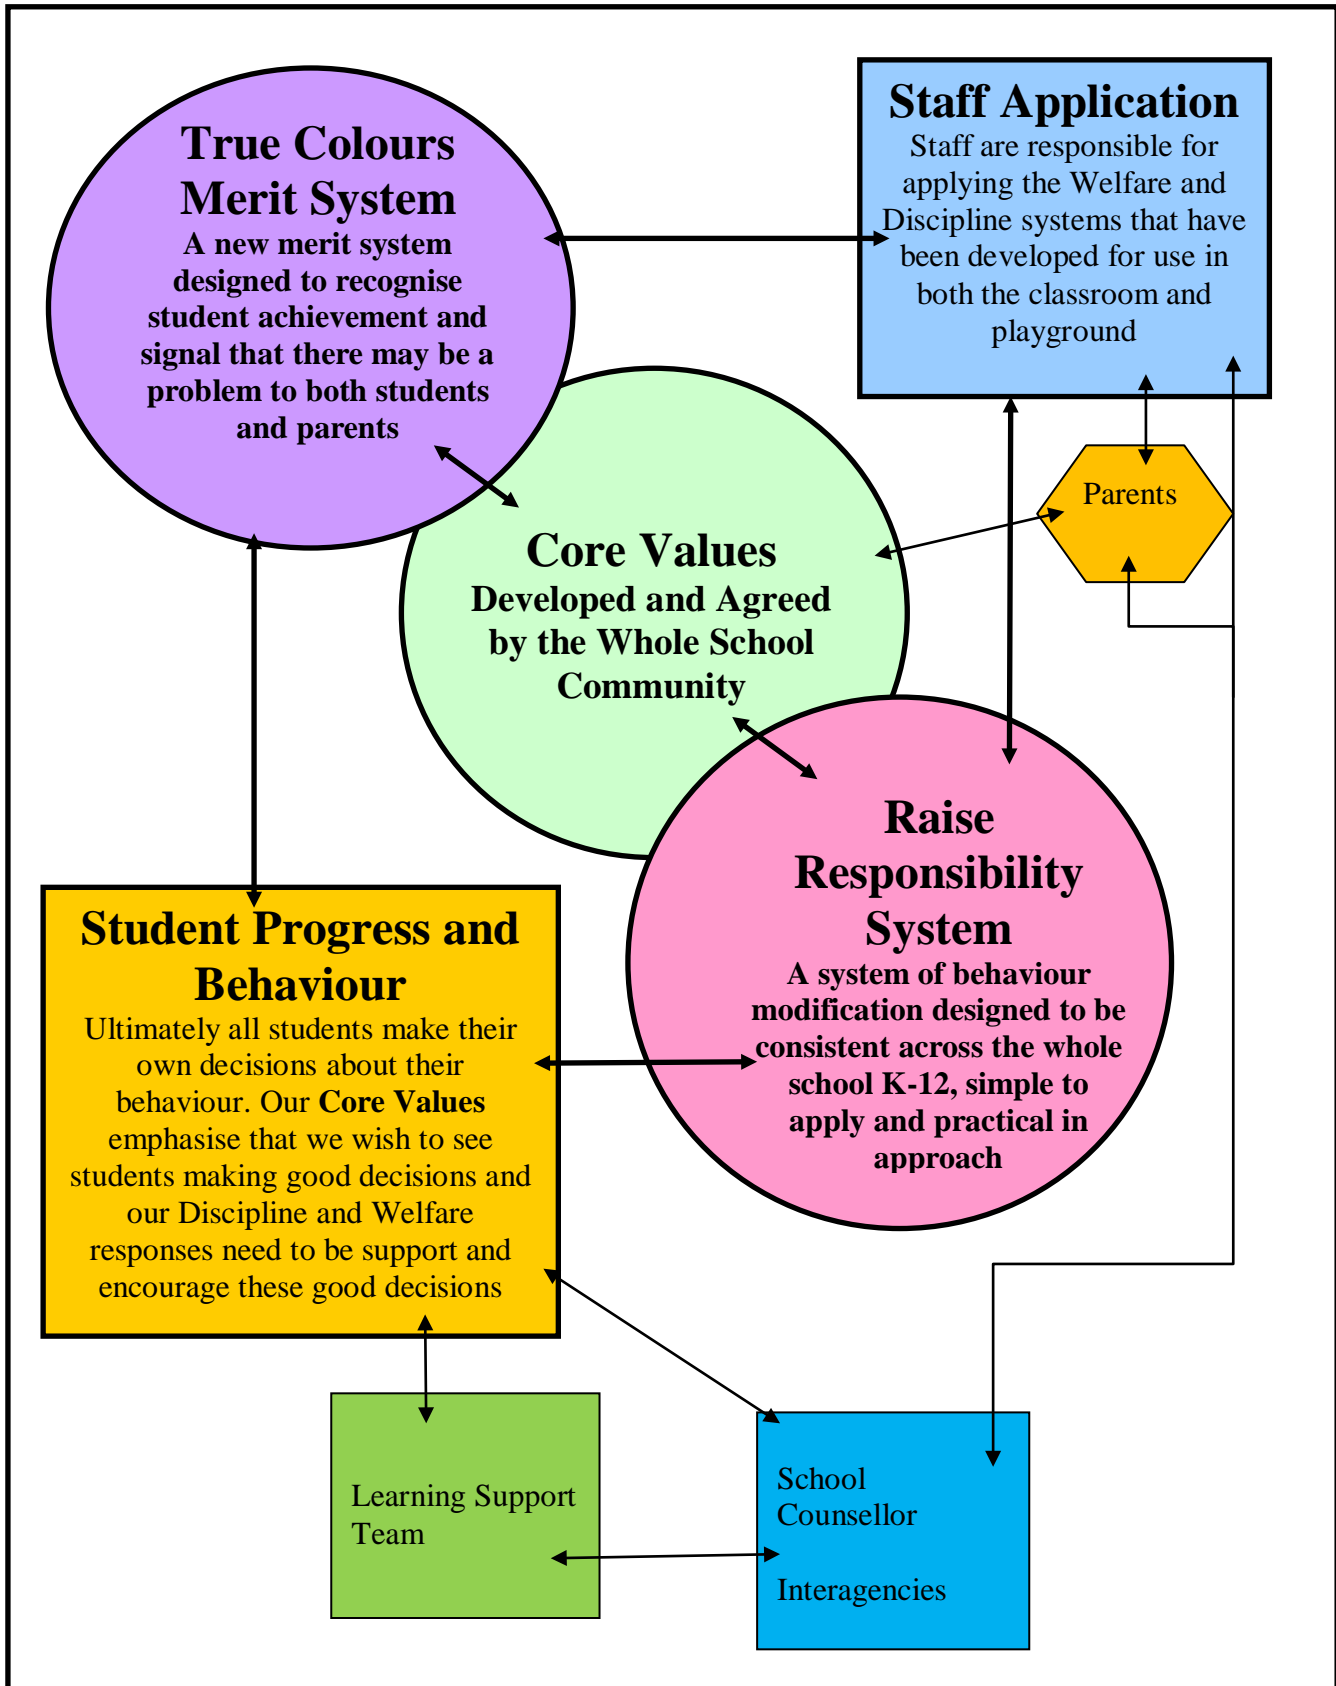 True Colours
Merit System
A new merit system
designed to recognise
student achievement and
signal that there may be a
problem to both students
and parents
Staff Application
Staff are responsible for
applying the Welfare and
Discipline systems that have
been developed for use in
both the classroom and
playground
Parents
Core Values
Developed and Agreed
by the Whole School
Community
Raise
Responsibility
System
A system of behaviour
modification designed to be
consistent across the whole
school K-12, simple to
apply and practical in
approach
Student Progress and
Behaviour
Ultimately all students make their
own decisions about their
behaviour. Our Core Values
emphasise that we wish to see
students making good decisions and
our Discipline and Welfare
responses need to be support and
encourage these good decisions
Learning Support
Team
School
Counsellor
Interagencies